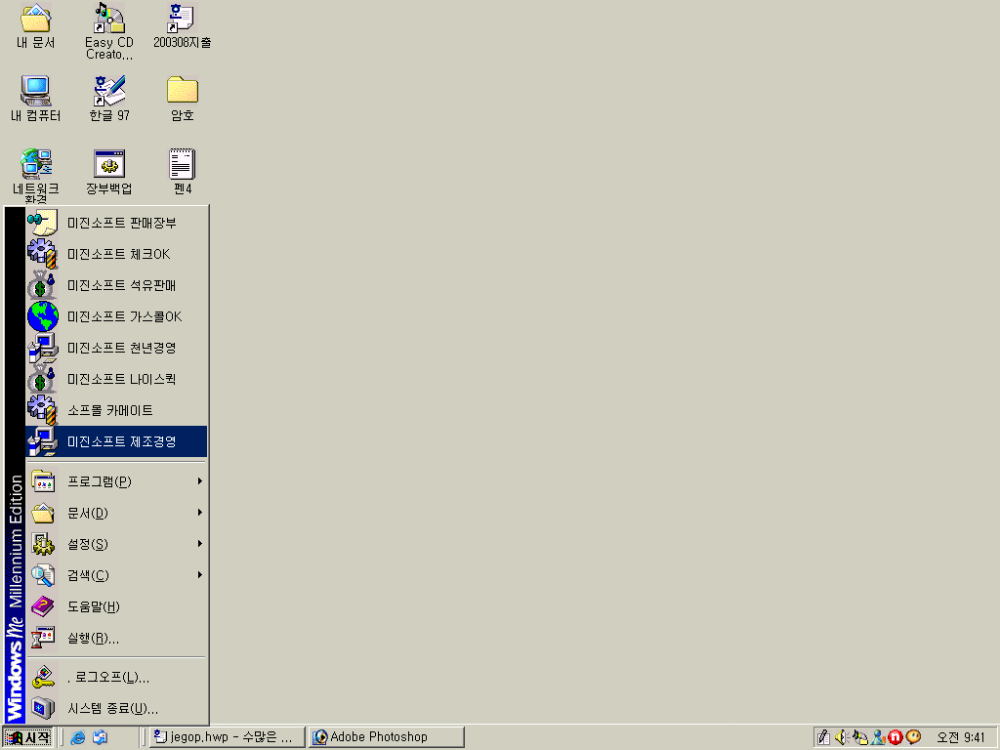 내 문서
Easy CD
Creato...
200308지출
내 컴퓨터
한글 97
암호
네트워크
환경
장부백업
펜4
미진소프트 판매장부
미진소프트 체크OK
미진소프트 석유판매
미진소프트 가스콜OK
미진소프트 천년경영
미진소프트 나이스퀵
소프몰 카메이트
미진소프트 제조경영
프로그램(P)
문서(D)
설정(S)
검색(C)
도움말(H)
실행(R)...
. 로그오프(L)...
시스템 종료(U)...
Windows Me Millennium Edition
시작
jegop.hwp - 수많은 ...
Adobe Photoshop
오전 9:41